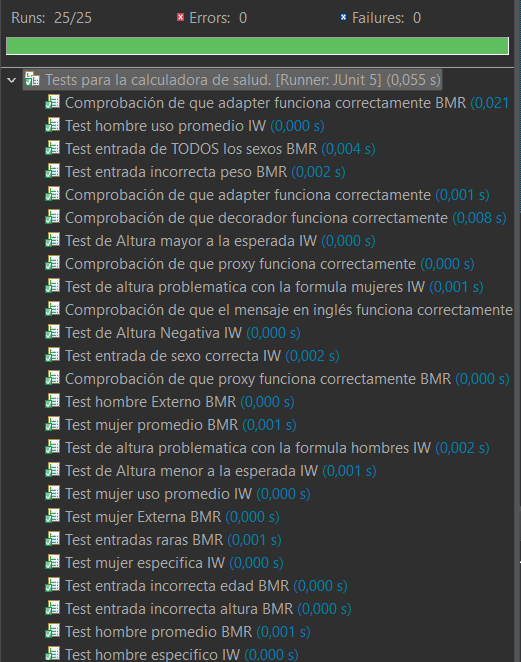 Runs: 25/25 Errors: 0 Failures: 0
Tests para la calculadora de salud. [Runner: JUnit 5] (0,055 s)
Comprobación de que adapter funciona correctamente BMR (0,021
Test hombre uso promedio IW (0,000 s)
Test entrada de TODOS los sexos BMR (0,004 s)
Test entrada incorrecta peso BMR (0,002 s)
Comprobación de que adapter funciona correctamente (0,001 s)
Comprobación de que decorador funciona correctamente (0,008 s)
Test de Altura mayor a la esperada IW (0,000 s)
Comprobación de que proxy funciona correctamente (0,000 s)
Test de altura problematica con la formula mujeres IW (0,001 s)
Comprobación de que el mensaje en inglés funciona correctamente
Test de Altura Negativa IW (0,000 s)
Test entrada de sexo correcta IW (0,002 s)
Comprobación de que proxy funciona correctamente BMR (0,000 s)
Test hombre Externo BMR (0,000 s)
Test mujer promedio BMR (0,001 s)
Test de altura problematica con la formula hombres IW (0,002 s)
Test de Altura menor a la esperada IW (0,001 s)
Test mujer uso promedio IW (0,000 s)
Test mujer Externa BMR (0,000 s)
Test entradas raras BMR (0,001 s)
Test mujer especifica IW (0,000 s)
Test entrada incorrecta edad BMR (0,000 s)
Test entrada incorrecta altura BMR (0,000 s)
Test hombre promedio BMR (0,001 s)
Test hombre especifico IW (0,000 s)